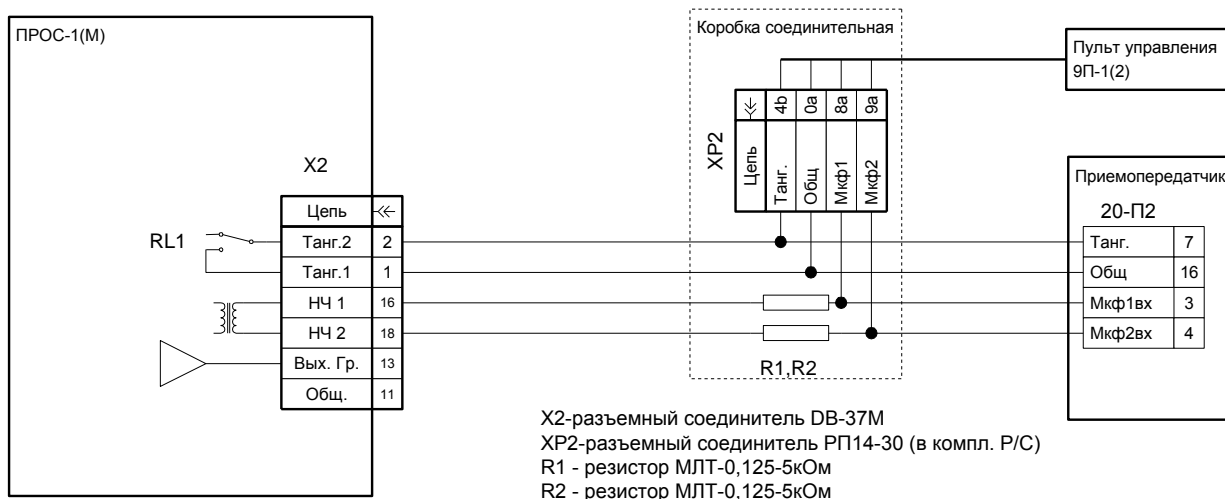 ПРОС-1(М)
Коробка соединительная
Пульт управления
9П-1(2)
4b
0a
8a
9a
XP2
Цепь
Танг.
Общ
Мкф1
Мкф2
Приемопередатчик
20-П2
Танг. 7
Общ 16
Мкф1вх 3
Мкф2вх 4
X2
Цепь
RL1
Танг.2 2
Танг.1 1
НЧ 1 16
НЧ 2 18
Вых. Гр. 13
Общ. 11
R1,R2
X2-разъемный соединитель DB-37M
XP2-разъемный соединитель РП14-30 (в компл. Р/С)
R1 - резистор МЛТ-0,125-5кОм
R2 - резистор МЛТ-0,125-5кОм